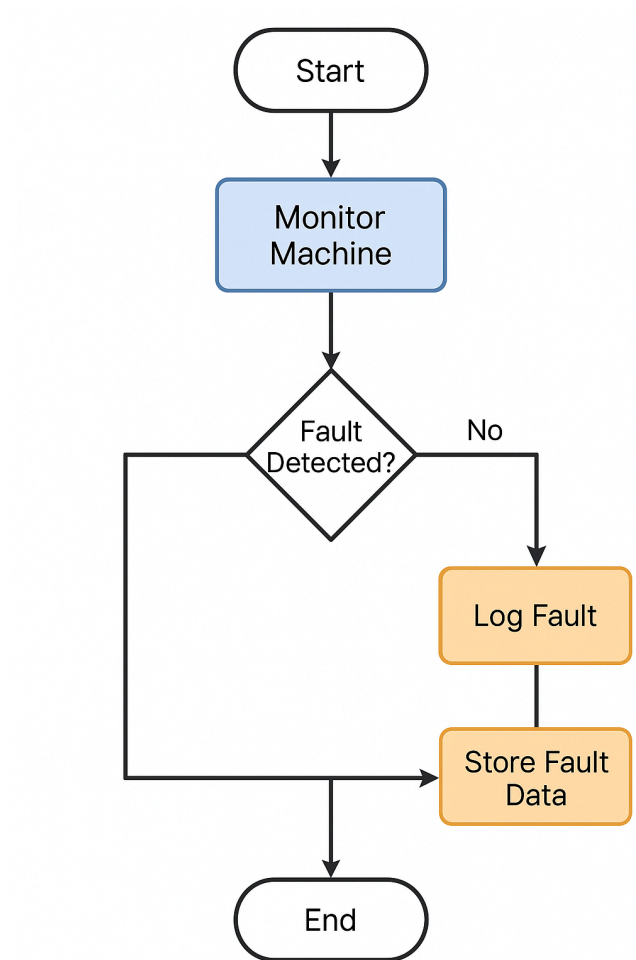 Start
Monitor
Machine
Fault
Detected?
No
Log Fault
Store Fault
Data
End